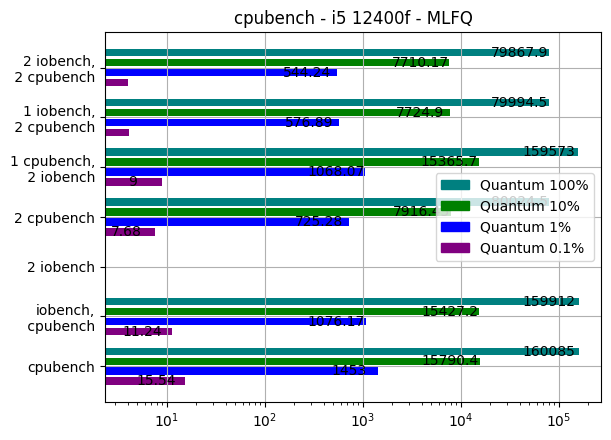 cpubench - i5 12400f - MLFQ
2 iobench,
2 cpubench
79867.9
7710.17
544.24
1 iobench,
2 cpubench
79994.5
7724.9
576.89
1 cpubench,
2 iobench
159573
15365.7
1068.07
9
2 cpubench
7916.4
725.28
7.68
Quantum 100%
Quantum 10%
Quantum 1%
Quantum 0.1%
2 iobench
iobench,
cpubench
159912
15427.2
1076.17
11.24
cpubench
160085
15790.4
1453
15.54
10¹ 10² 10³ 10⁴ 10⁵